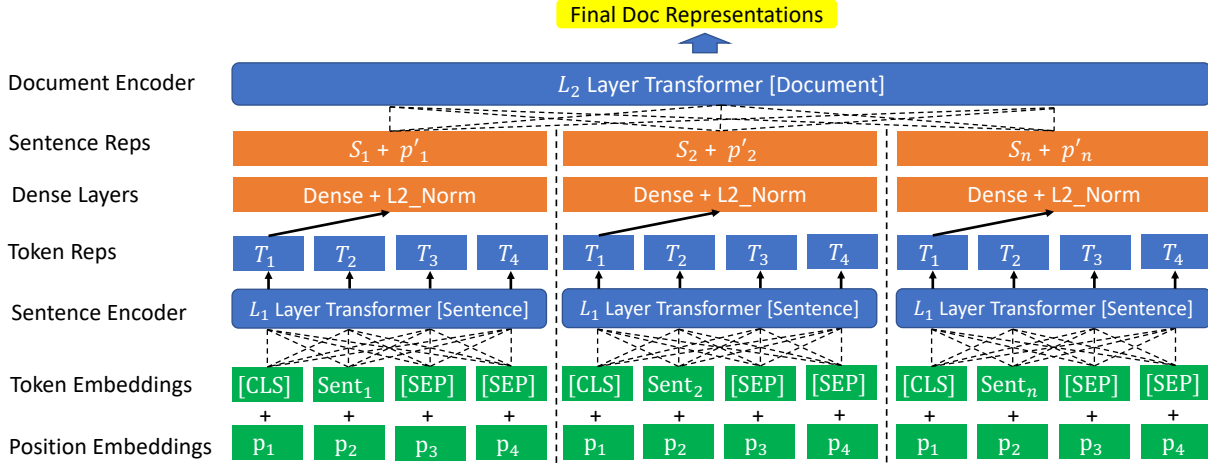 Final Doc Representations
Document Encoder L₂ Layer Transformer [Document]
Sentence Reps S₁ + p'₁ S₂ + p'₂ Sₙ + p'ₙ
Dense Layers Dense + L2_Norm Dense + L2_Norm Dense + L2_Norm
Token Reps T₁ T₂ T₃ T₄ T₁ T₂ T₃ T₄ T₁ T₂ T₃ T₄
Sentence Encoder L₁ Layer Transformer [Sentence] L₁ Layer Transformer [Sentence] L₁ Layer Transformer [Sentence]
Token Embeddings [CLS] Sent₁ [SEP] [SEP] [CLS] Sent₂ [SEP] [SEP] [CLS] Sentₙ [SEP] [SEP]
+ + + + + + + + + + + +
Position Embeddings p₁ p₂ p₃ p₄ p₁ p₂ p₃ p₄ p₁ p₂ p₃ p₄